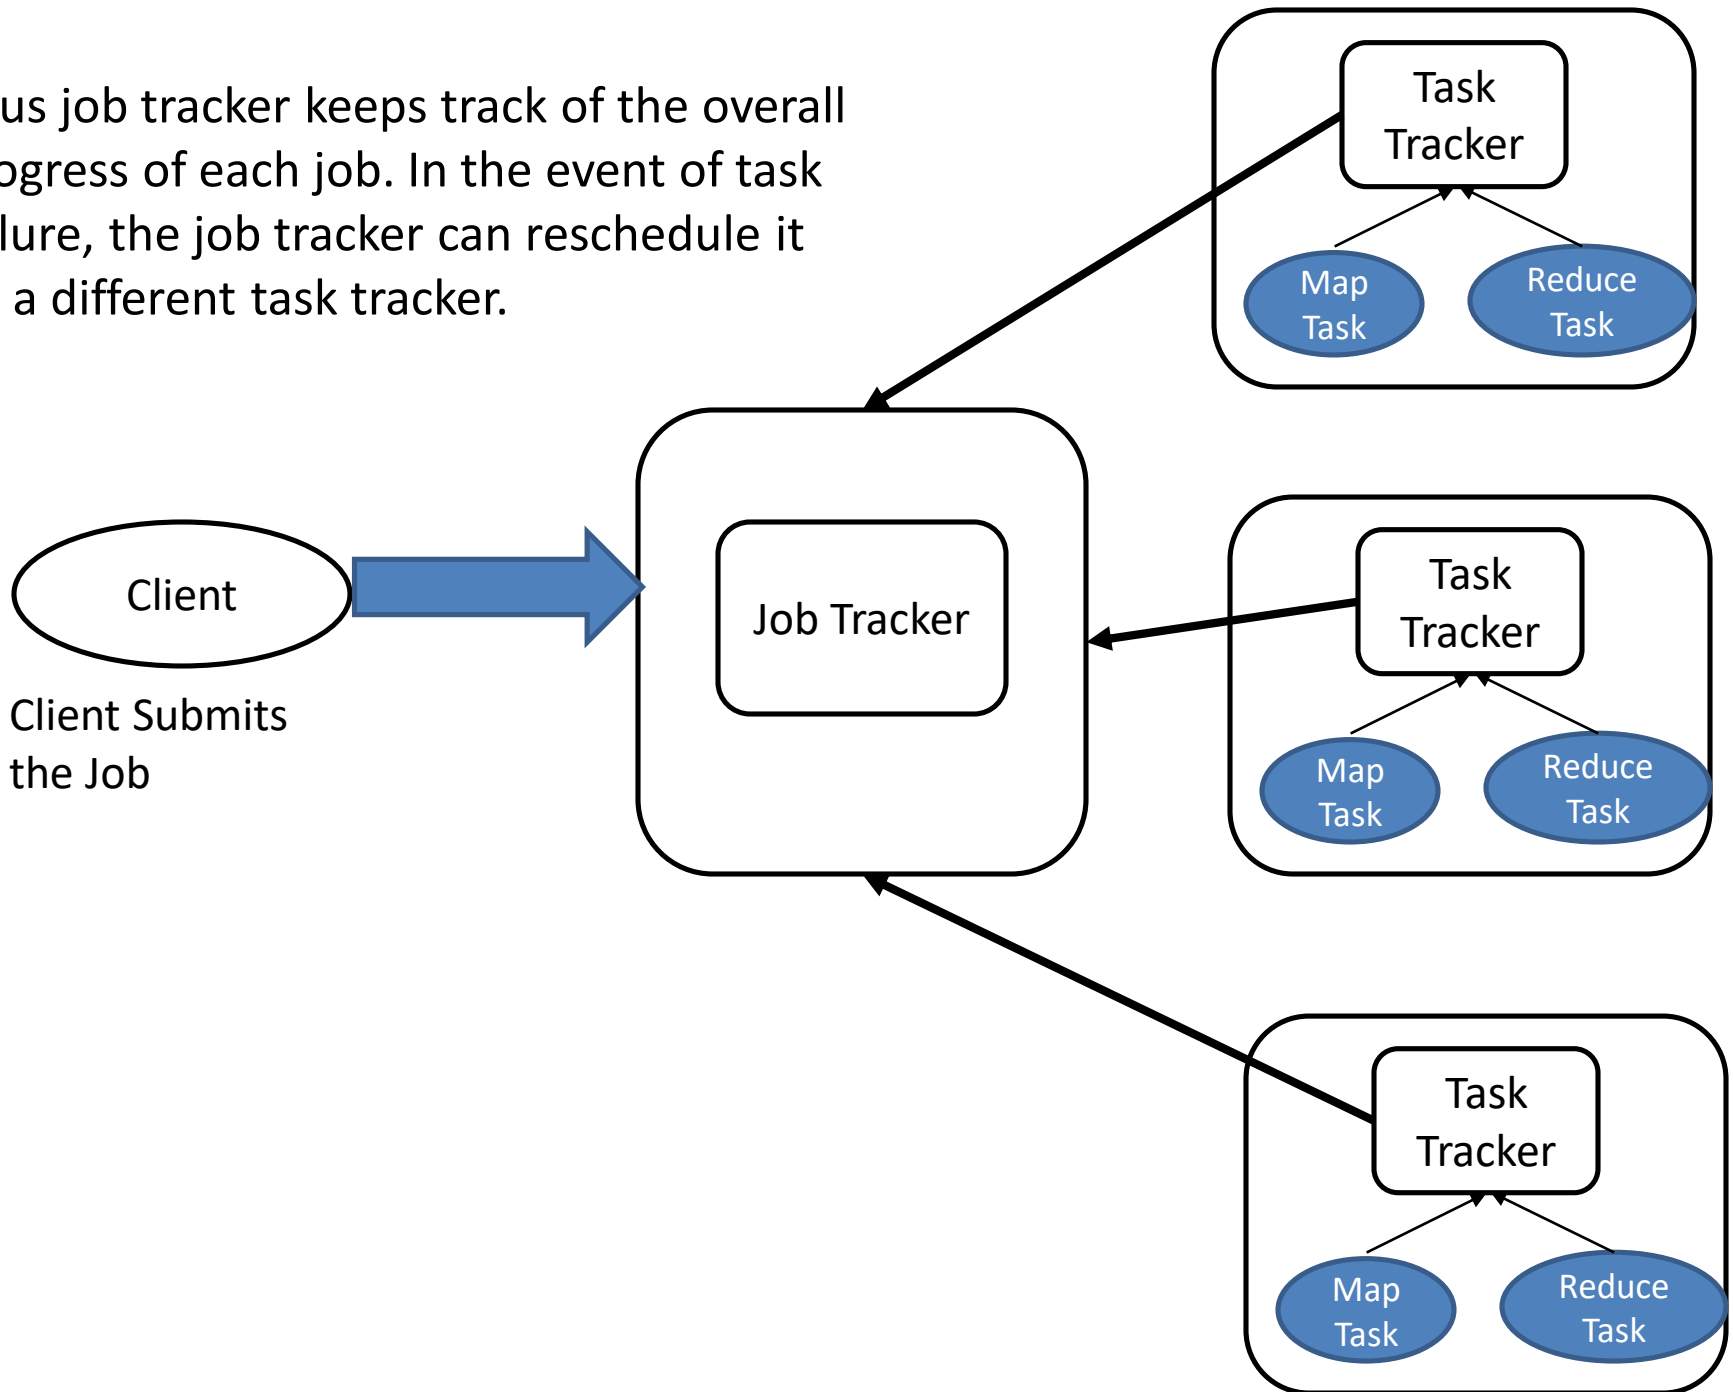 us job tracker keeps track of the overall
ogress of each job. In the event of task
lure, the job tracker can reschedule it
a different task tracker.
Task
Tracker
Map
Task
Reduce
Task
Client
Client Submits
the Job
Job Tracker
Task
Tracker
Map
Task
Reduce
Task
Task
Tracker
Map
Task
Reduce
Task